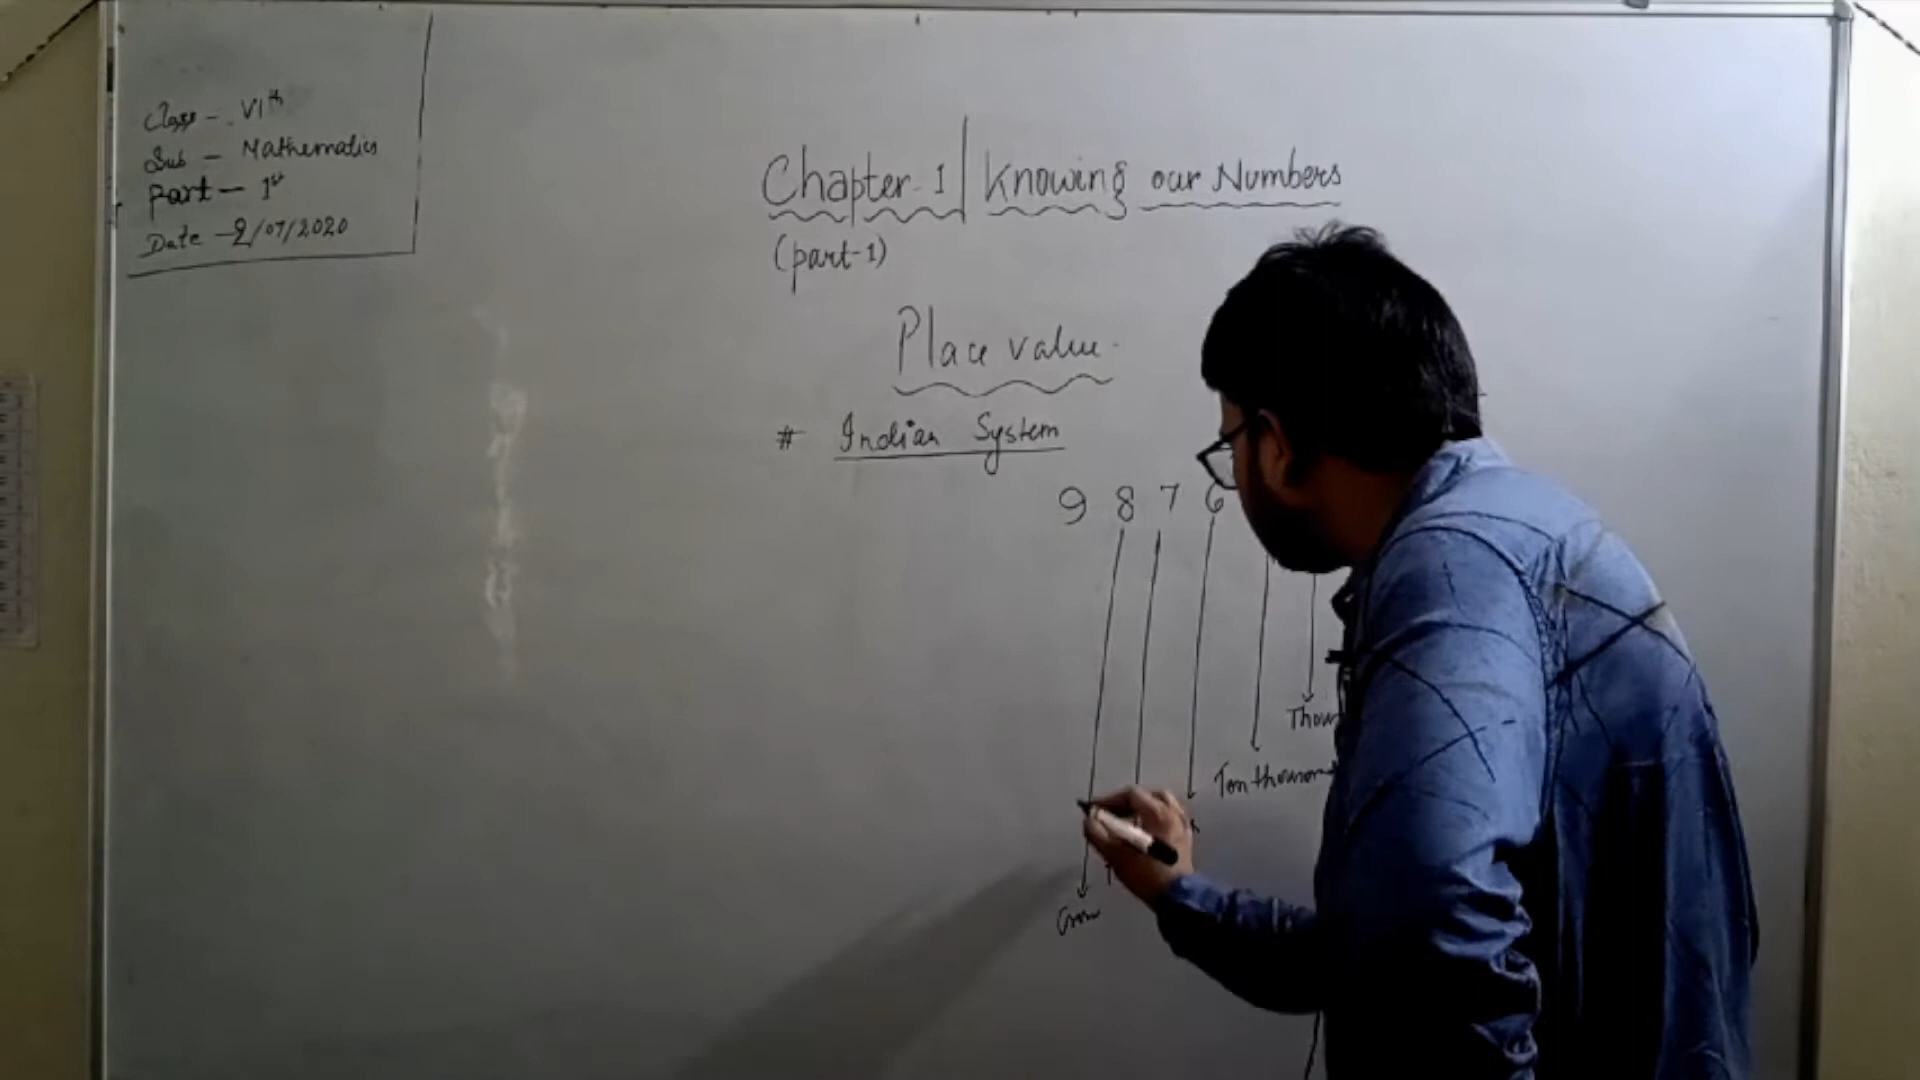 Class - VIth
Sub - Mathematics
Part - 1st
Date - 2/07/2020
Chapter-1 | Knowing our Numbers
(part-1)
Place value
# Indian System
9 8 7 6
Thous
Ten thousand